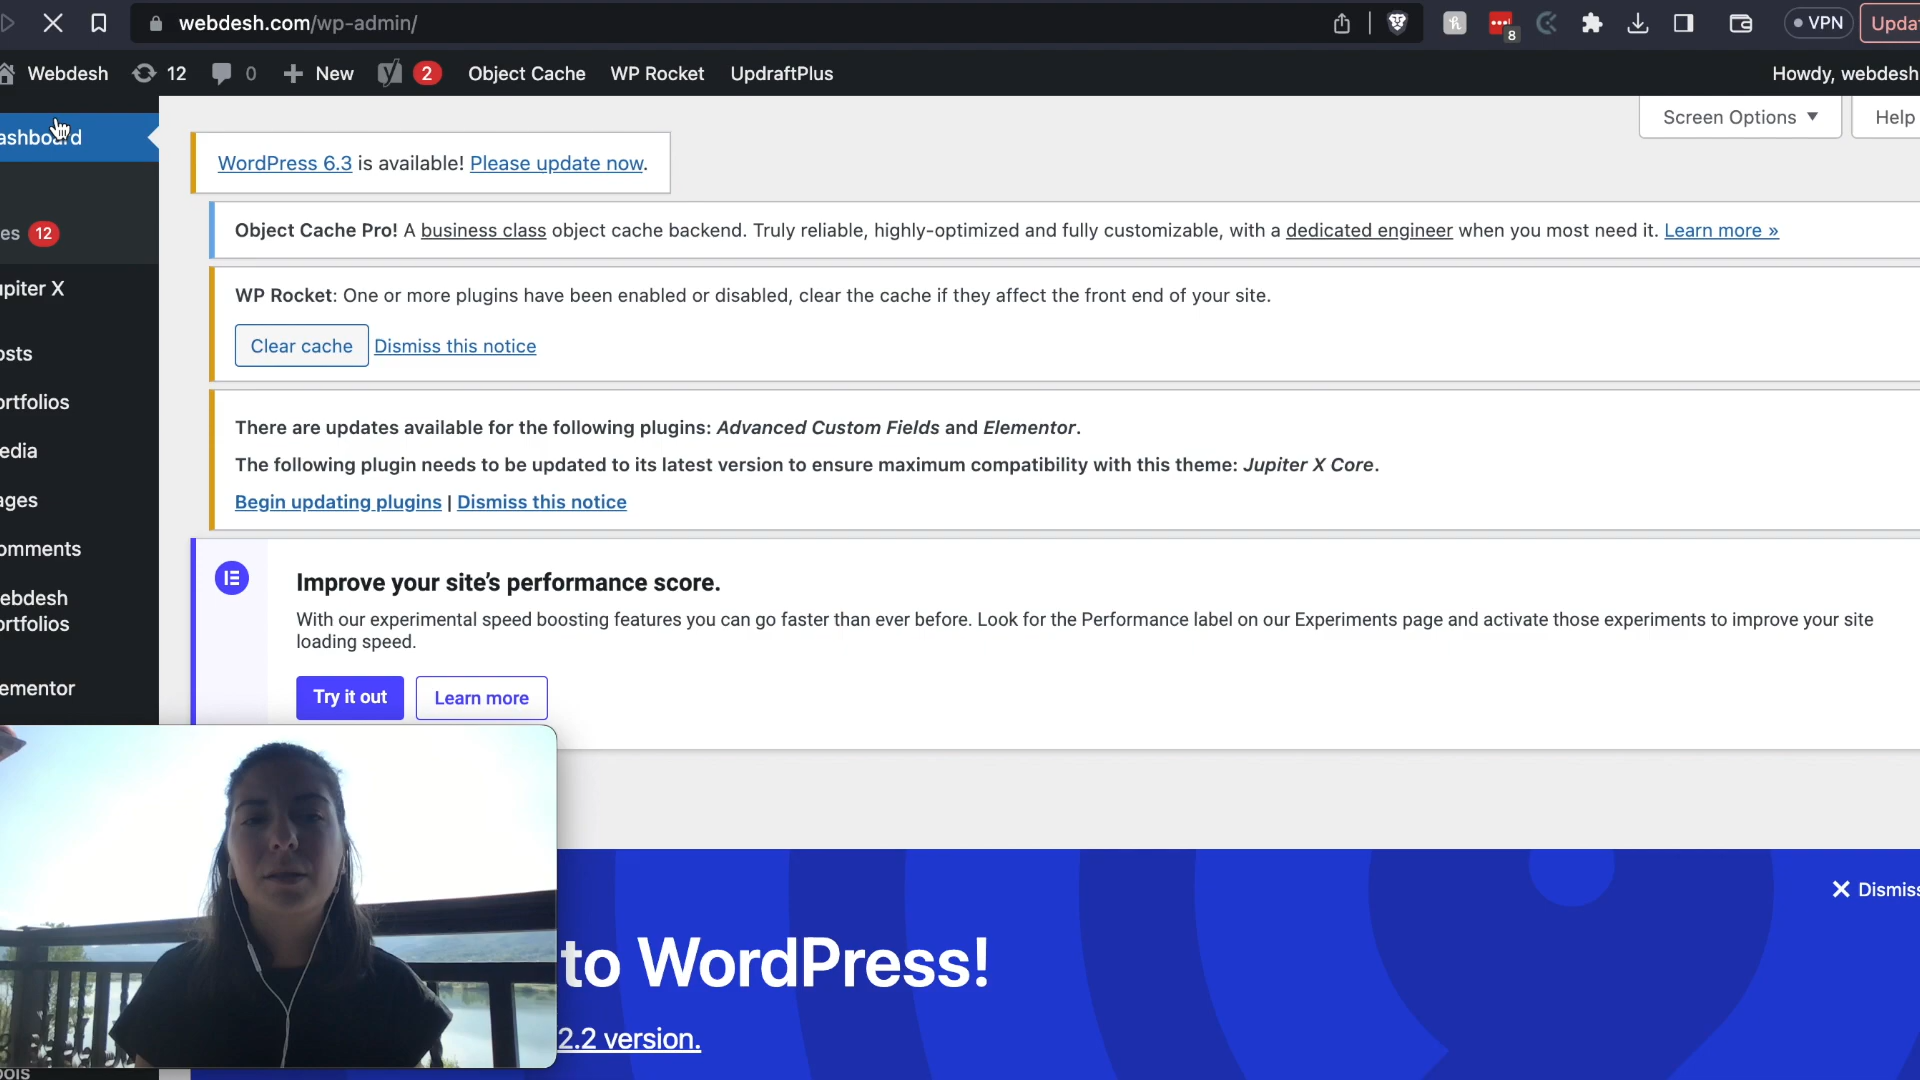 webdesh.com/wp-admin/
8
VPN
Updat
Webdesh 12 0 New 2 Object Cache WP Rocket UpdraftPlus
Howdy, webdesh
Screen Options Help
ashboard
WordPress 6.3 is available! Please update now.
es 12
Object Cache Pro! A business class object cache backend. Truly reliable, highly-optimized and fully customizable, with a dedicated engineer when you most need it. Learn more »
upiter X
WP Rocket: One or more plugins have been enabled or disabled, clear the cache if they affect the front end of your site.
Clear cache Dismiss this notice
osts
ortfolios
edia
ages
omments
ebdesh
ortfolios
ementor
There are updates available for the following plugins: Advanced Custom Fields and Elementor.
The following plugin needs to be updated to its latest version to ensure maximum compatibility with this theme: Jupiter X Core.
Begin updating plugins | Dismiss this notice
Improve your site's performance score.
With our experimental speed boosting features you can go faster than ever before. Look for the Performance label on our Experiments page and activate those experiments to improve your site
loading speed.
Try it out Learn more
Dismiss
to WordPress!
2.2 version.
ools